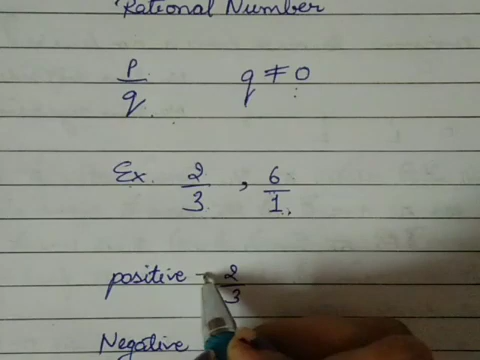 Rational Number
p/q q ≠ 0
Ex. 2/3 , 6/1
positive - 2/3
Negative